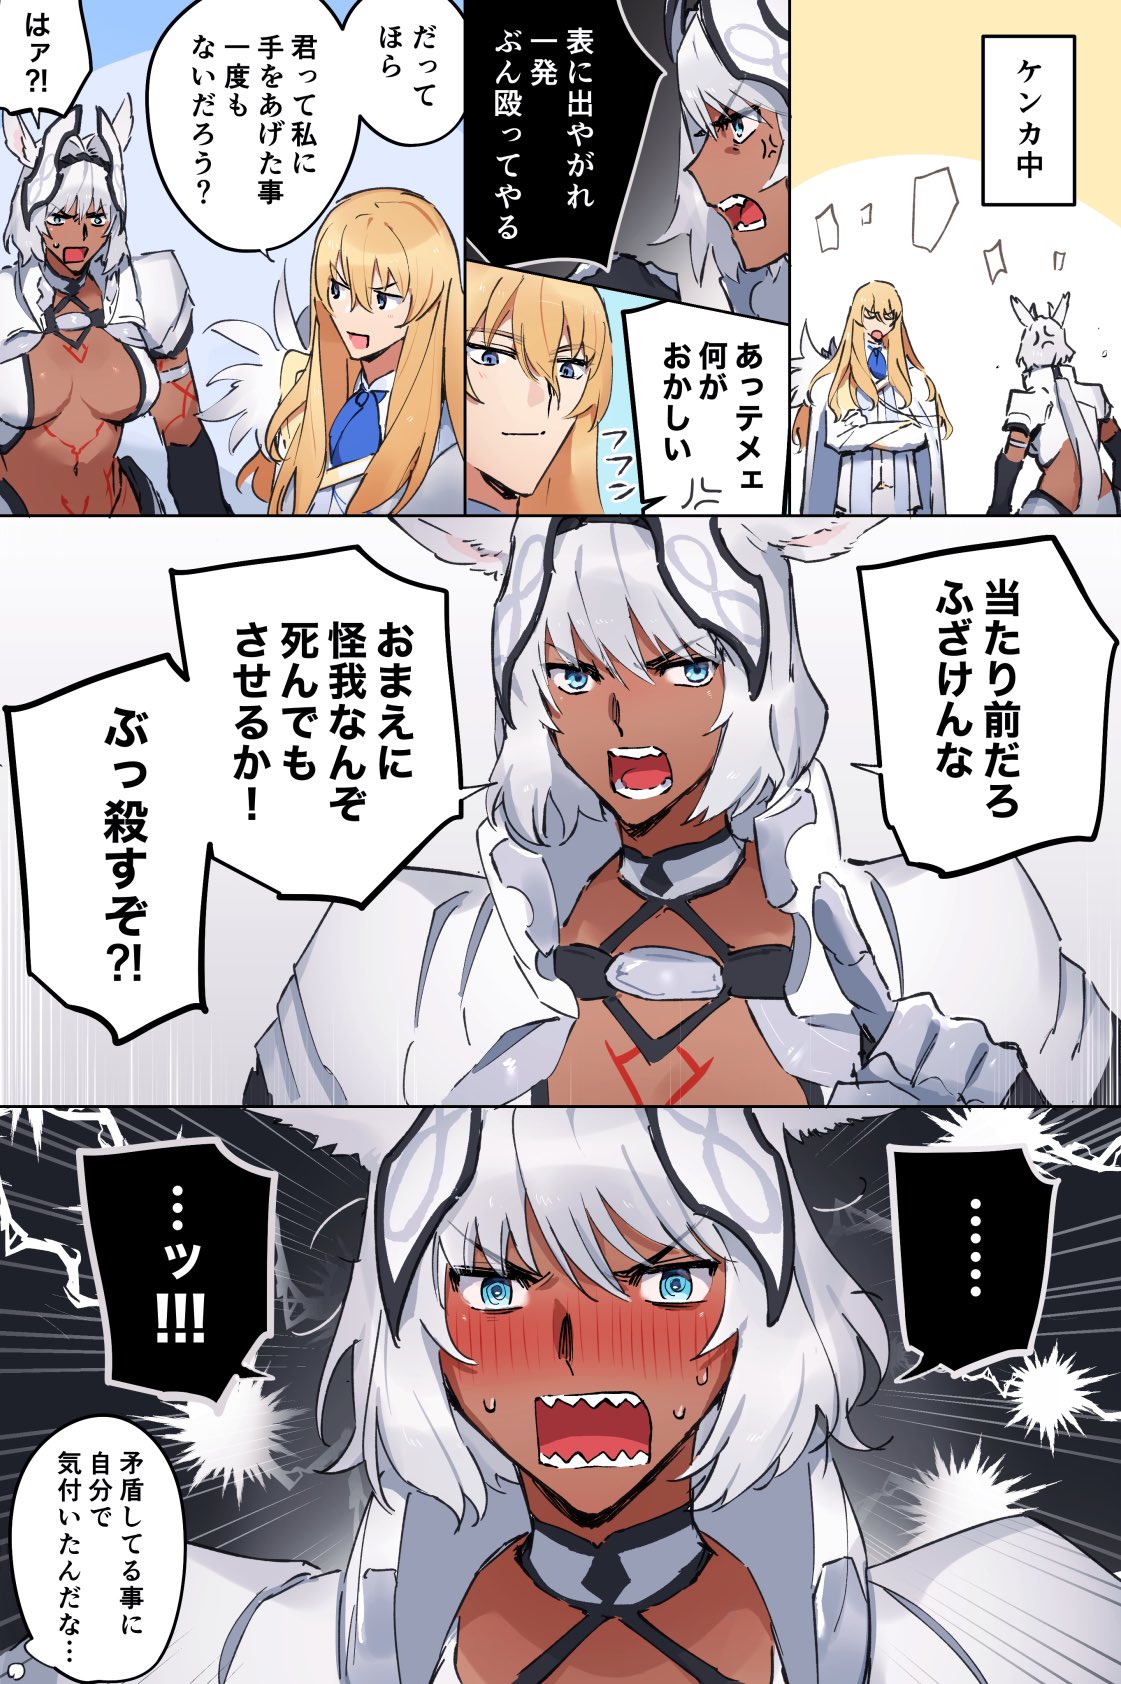 ケンカ中
表に出やがれ
一発
ぶん殴ってやる
フフン
あっテメェ
何が
おかしい
だって
ほら
君って私に
手をあげた事
一度も
ないだろう?
はァ?!
当たり前だろ
ふざけんな
おまえに
怪我なんぞ
死んでも
させるか!
ぶっ殺すぞ?!
……
…ッ!!!
矛盾してる事に
自分で
気付いたんだな…